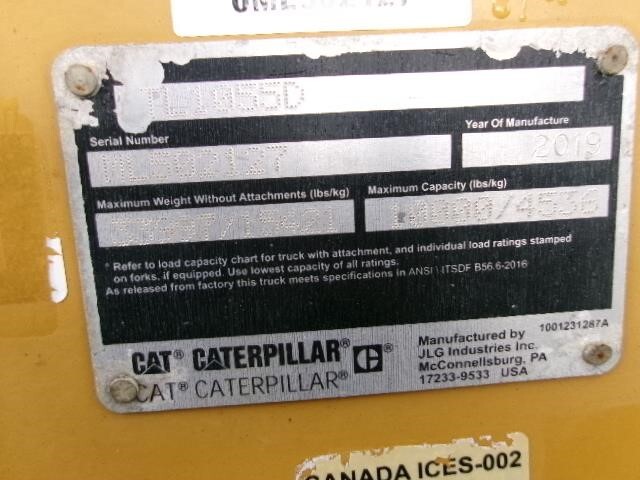 TL1055D
Serial Number
Year Of Manufacture
WL502127
2019
Maximum Weight Without Attachments (lbs/kg)
Maximum Capacity (lbs/kg)
10000/4536
* Refer to load capacity chart for truck with attachment, and individual load ratings stamped
on forks, if equipped. Use lowest capacity of all ratings.
As released from factory this truck meets specifications in ANSI \ ITSDF B56.6-2016
CAT® CATERPILLAR® C®
CAT® CATERPILLAR®
Manufactured by
JLG Industries Inc.
McConnellsburg, PA
17233-9533 USA
1001231287A
CANADA ICES-002